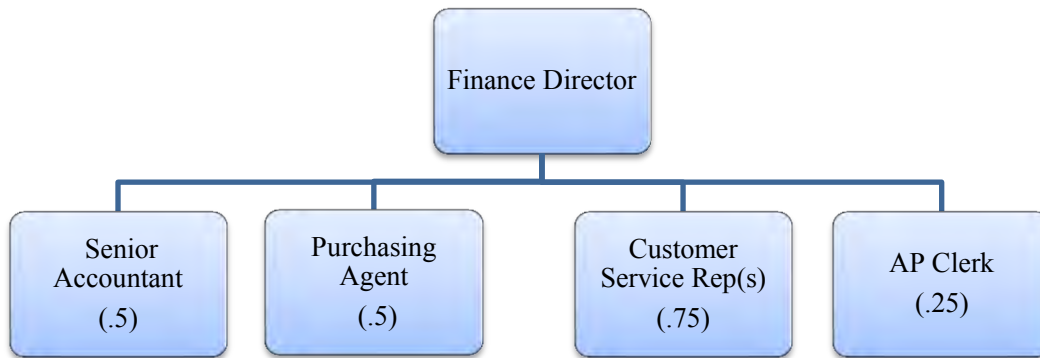 Finance Director
Senior
Accountant
(.5)
Purchasing
Agent
(.5)
Customer
Service Rep(s)
(.75)
AP Clerk
(.25)